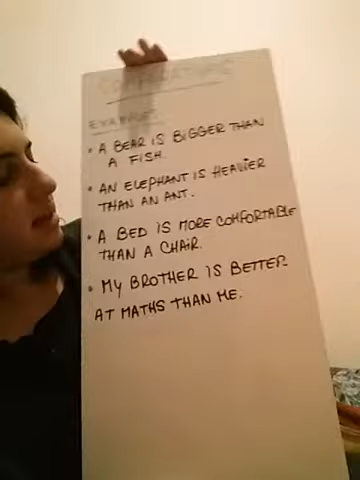 COMPARATIVES
EXAMPLES
• A BEAR IS BIGGER THAN
A FISH.
• AN ELEPHANT IS HEAVIER
THAN AN ANT.
• A BED IS MORE COMFORTABLE
THAN A CHAIR.
• MY BROTHER IS BETTER
AT MATHS THAN ME.